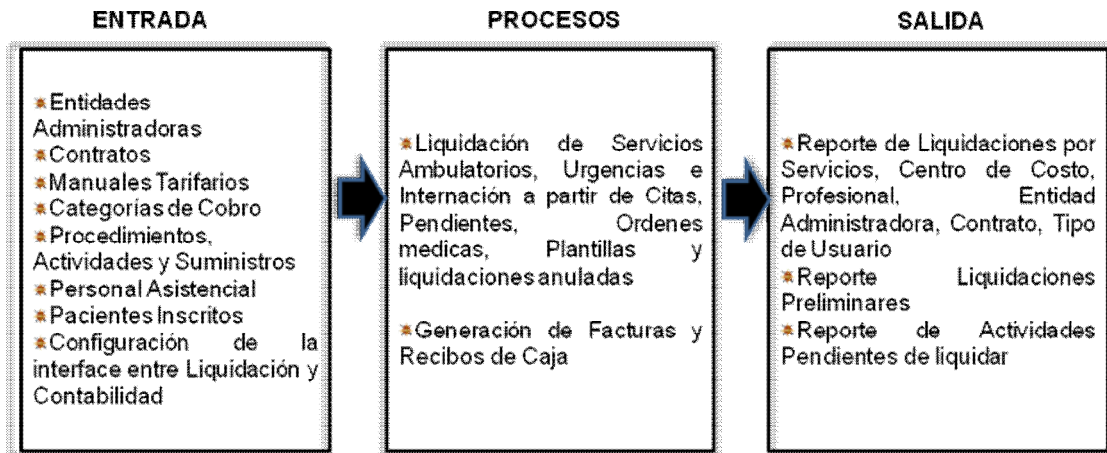 ENTRADA
Entidades
Administradoras
Contratos
Manuales Tarifarios
Categorías de Cobro
Procedimientos,
Actividades y Suministros
Personal Asistencial
Pacientes Inscritos
Configuración de la
interface entre Liquidación y
Contabilidad
PROCESOS
Liquidación de Servicios
Ambulatorios, Urgencias e
Internación a partir de Citas,
Pendientes, Ordenes
medicas, Plantillas y
liquidaciones anuladas
Generación de Facturas y
Recibos de Caja
SALIDA
Reporte de Liquidaciones por
Servicios, Centro de Costo,
Profesional, Entidad
Administradora, Contrato, Tipo
de Usuario
Reporte Liquidaciones
Preliminares
Reporte de Actividades
Pendientes de liquidar